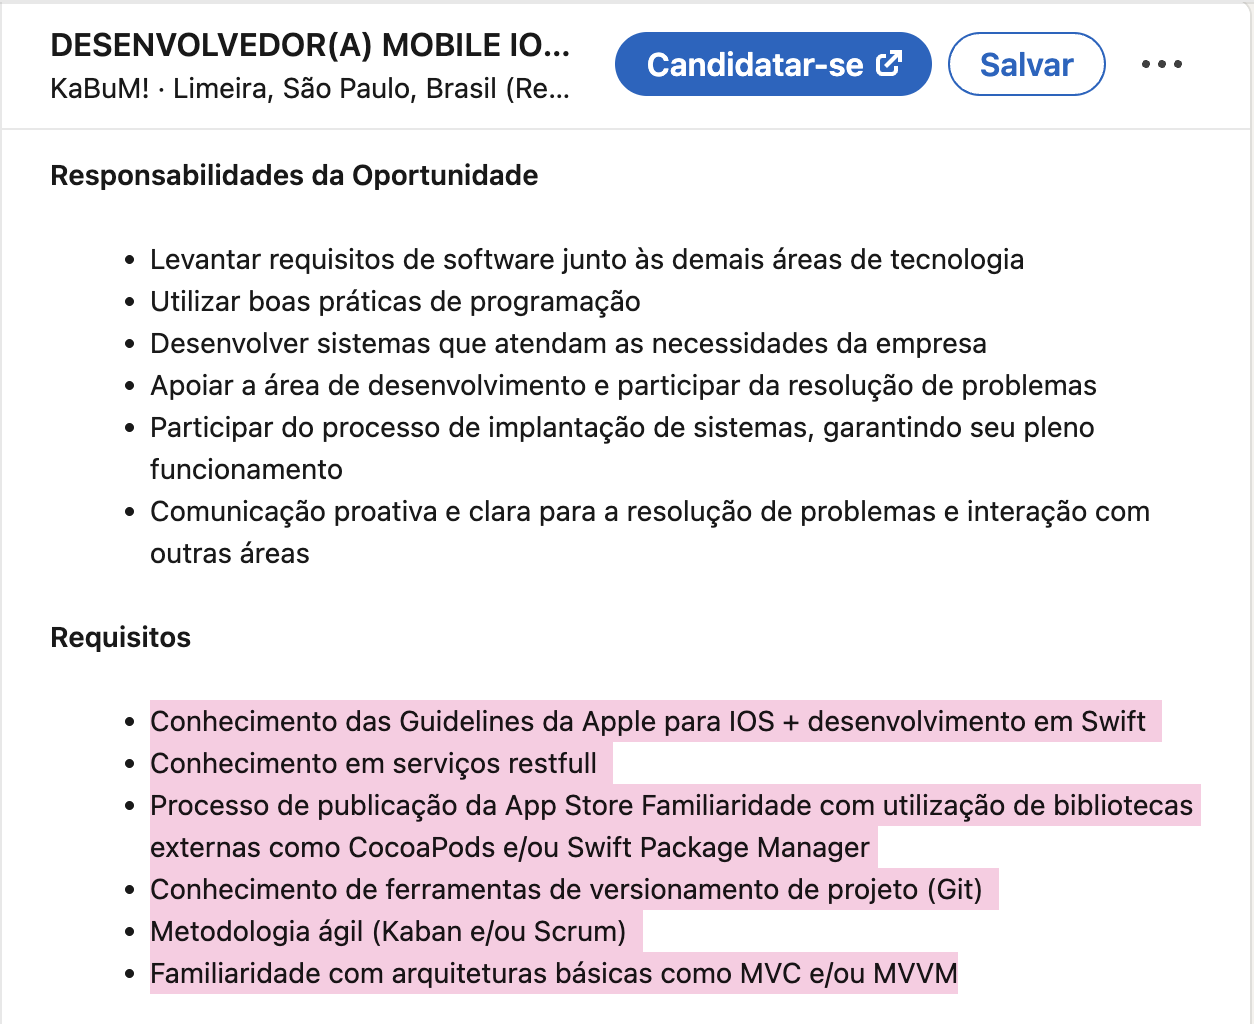 DESENVOLVEDOR(A) MOBILE IO...
KaBuM! · Limeira, São Paulo, Brasil (Re...
Candidatar-se
Salvar
Responsabilidades da Oportunidade
• Levantar requisitos de software junto às demais áreas de tecnologia
• Utilizar boas práticas de programação
• Desenvolver sistemas que atendam as necessidades da empresa
• Apoiar a área de desenvolvimento e participar da resolução de problemas
• Participar do processo de implantação de sistemas, garantindo seu pleno
funcionamento
• Comunicação proativa e clara para a resolução de problemas e interação com
outras áreas
Requisitos
• Conhecimento das Guidelines da Apple para IOS + desenvolvimento em Swift
• Conhecimento em serviços restfull
• Processo de publicação da App Store Familiaridade com utilização de bibliotecas
externas como CocoaPods e/ou Swift Package Manager
• Conhecimento de ferramentas de versionamento de projeto (Git)
• Metodologia ágil (Kaban e/ou Scrum)
• Familiaridade com arquiteturas básicas como MVC e/ou MVVM